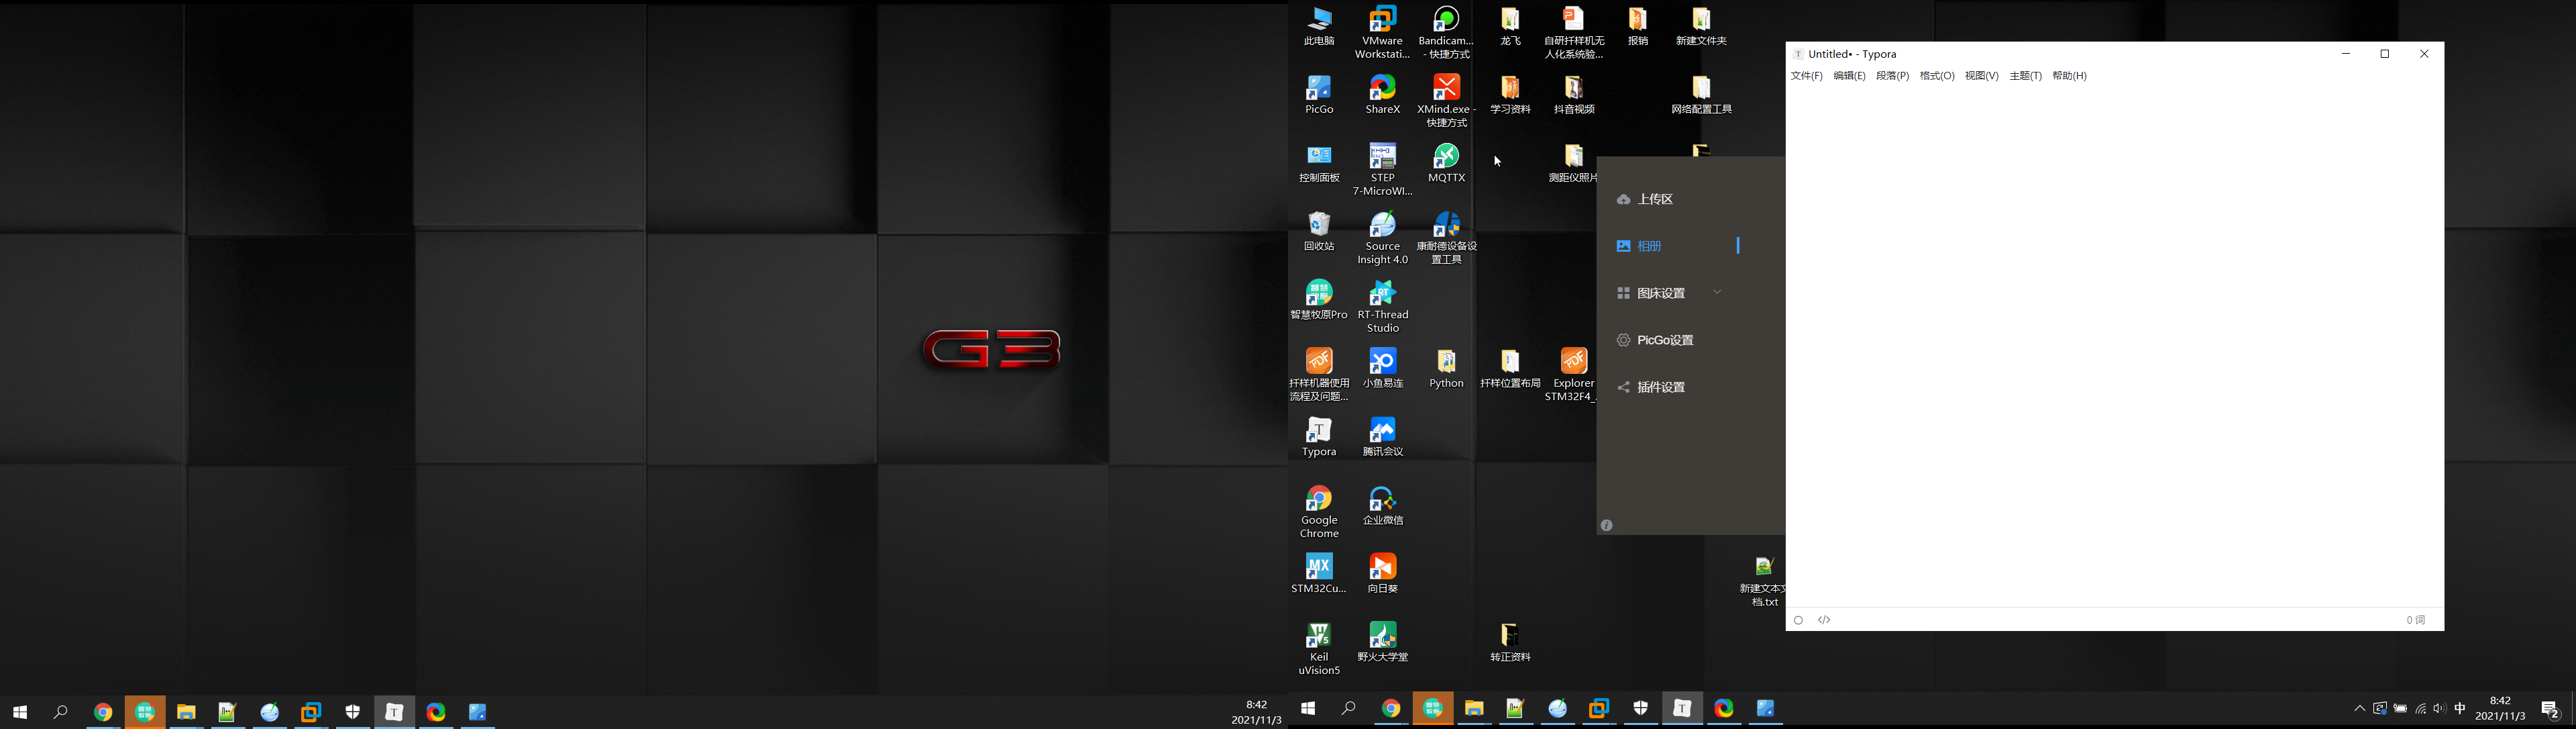 G3
8:42
2021/11/3
此电脑
VMware
Workstati...
Bandicam...
- 快捷方式
龙飞
自研扦样机无
人化系统验...
报销
新建文件夹
PicGo
ShareX
XMind.exe -
快捷方式
学习资料
抖音视频
网络配置工具
控制面板
STEP
7-MicroWI...
MQTTX
测距仪照片
回收站
Source
Insight 4.0
康耐德设备设
置工具
智慧牧原Pro
RT-Thread
Studio
扦样机器使用
流程及问题...
小鱼易连
Python
扦样位置布局
Explorer
STM32F4_
Typora
腾讯会议
Google
Chrome
企业微信
STM32Cu...
向日葵
新建文本文
档.txt
Keil
uVision5
野火大学堂
转正资料
上传区
相册
图床设置
PicGo设置
插件设置
Untitled• - Typora
文件(F) 编辑(E) 段落(P) 格式(O) 视图(V) 主题(T) 帮助(H)
</>
0 词
中
8:42
2021/11/3
2